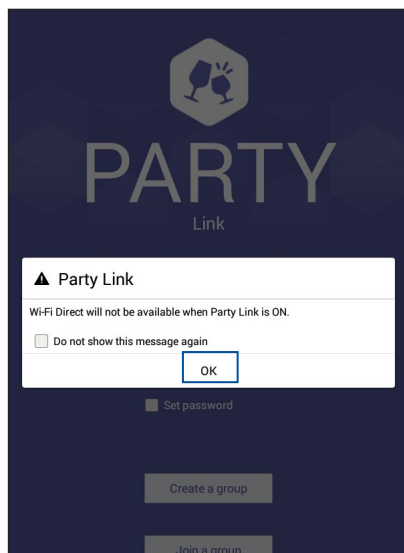 PARTY
Link
Party Link
Wi-Fi Direct will not be available when Party Link is ON.
Do not show this message again
OK
Set password
Create a group
Join a group